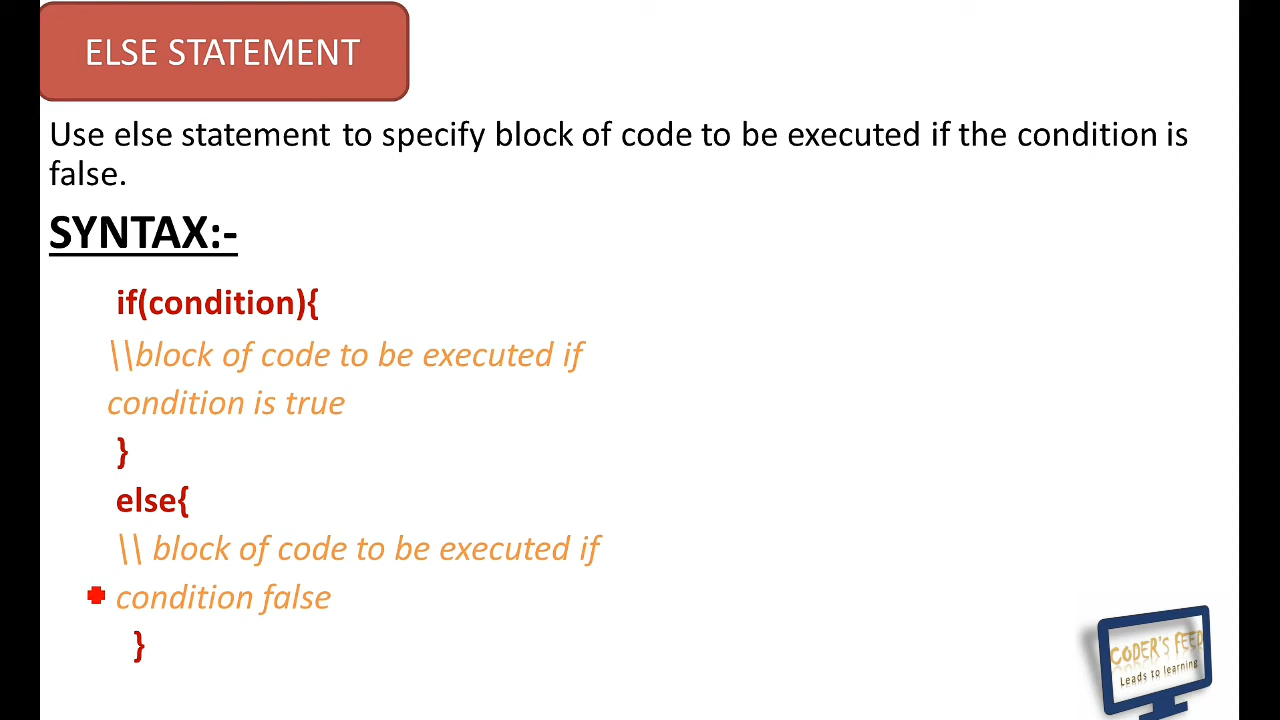 ELSE STATEMENT
Use else statement to specify block of code to be executed if the condition is
false.
SYNTAX:-
if(condition){
\\block of code to be executed if
condition is true
}
else{
\\ block of code to be executed if
condition false
}
CODER'S FEED
Leads to learning